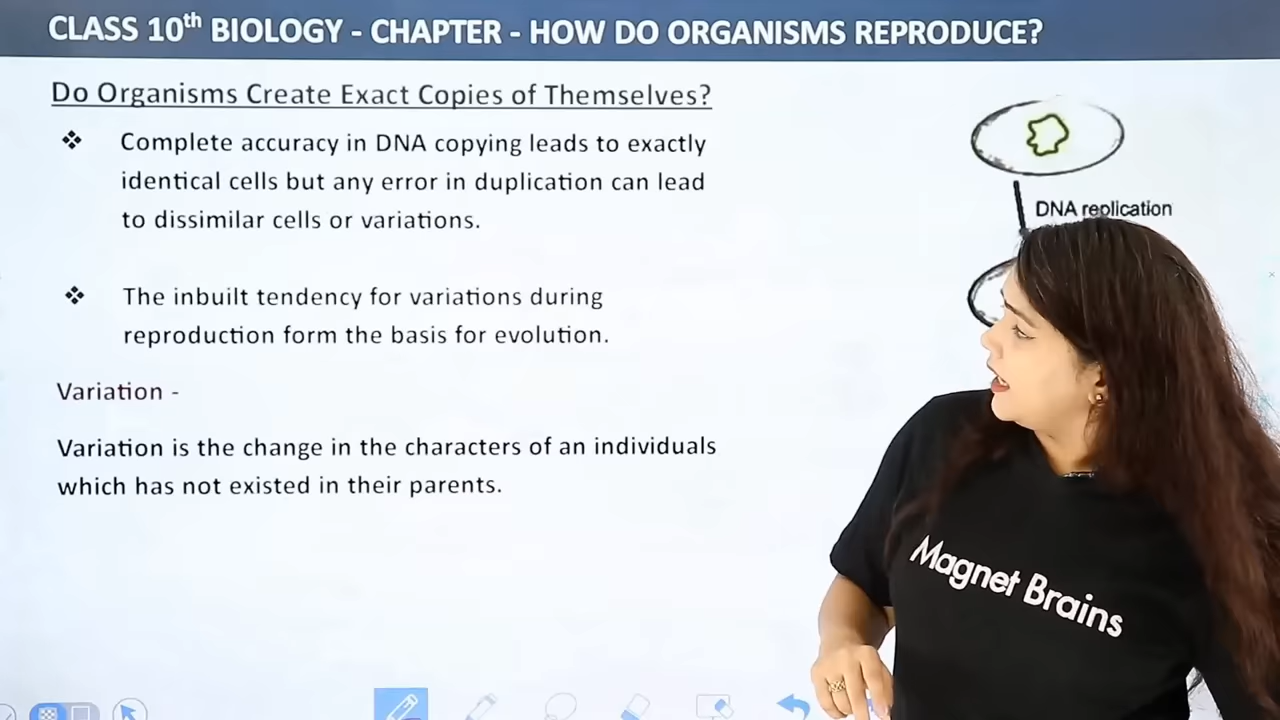 CLASS 10th BIOLOGY - CHAPTER - HOW DO ORGANISMS REPRODUCE?
Do Organisms Create Exact Copies of Themselves?
❖ Complete accuracy in DNA copying leads to exactly
identical cells but any error in duplication can lead
to dissimilar cells or variations.
❖ The inbuilt tendency for variations during
reproduction form the basis for evolution.
Variation -
Variation is the change in the characters of an individuals
which has not existed in their parents.
DNA replication
Magnet Brains